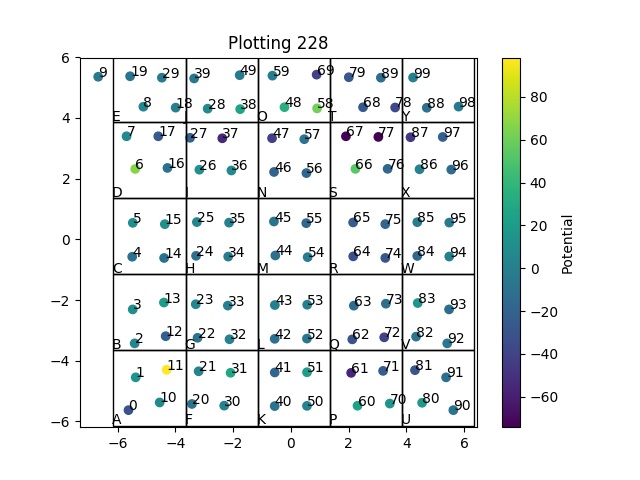 Plotting 228
6
9 19 29 39 49 59 69 79 89 99
8 18 28 38 48 58 68 78 88 98
4
E O T Y
7 17 27 37 47 57 67 77 87 97
6 16 26 36 46 56 66 76 86 96
2
D I N S X
5 15 25 35 45 55 65 75 85 95
0
4 14 24 34 44 54 64 74 84 94
C H M R W
−2
3 13 23 33 43 53 63 73 83 93
2 12 22 32 42 52 62 72 82 92
B G L Q V
−4
1 11 21 31 41 51 61 71 81 91
0 10 20 30 40 50 60 70 80 90
A F K P U
−6
−6 −4 −2 0 2 4 6
80
60
40
20
0
−20
−40
−60
Potential